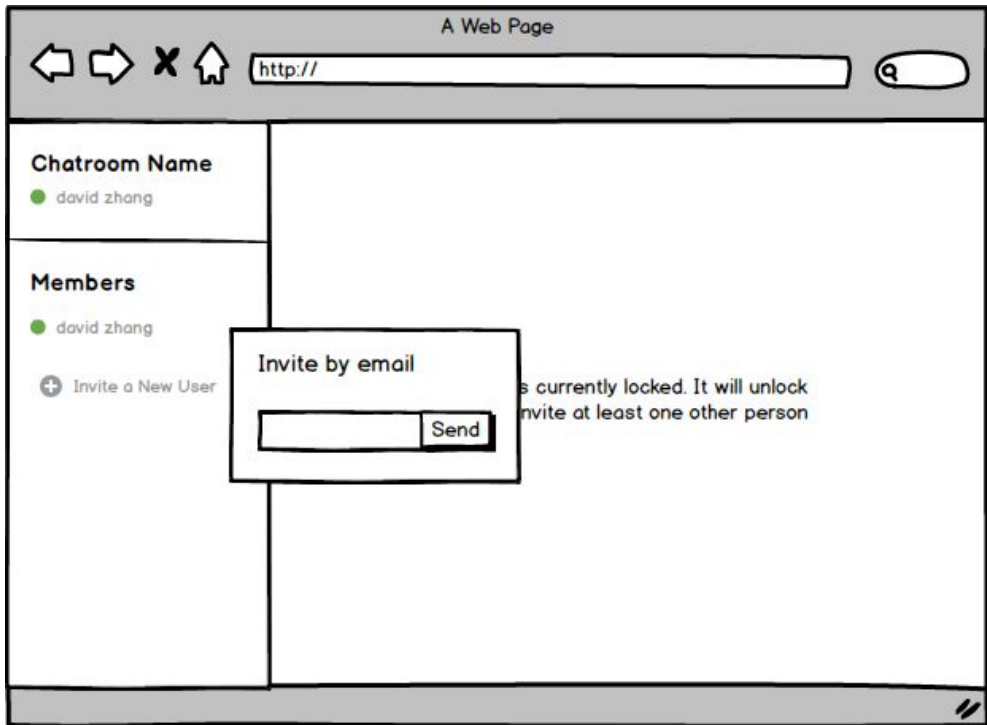 A Web Page
http://
Chatroom Name
david zhang
Members
david zhang
Invite a New User
Invite by email
Send
currently locked. It will unlock
at least one other person